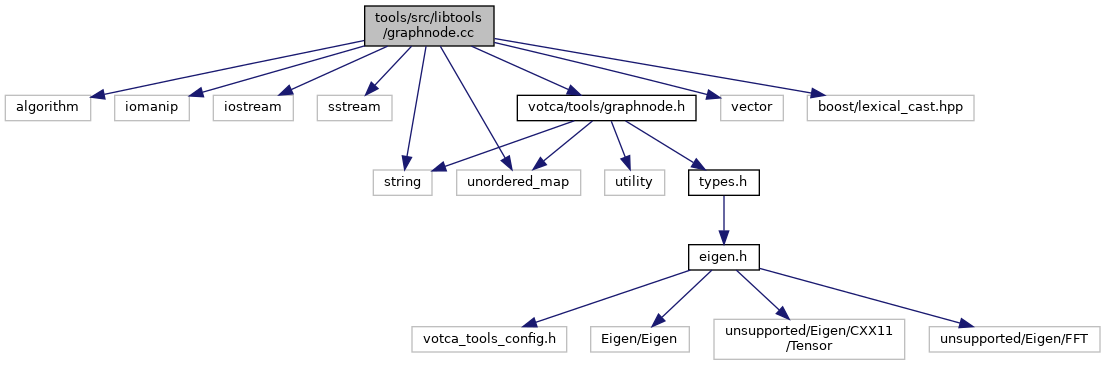 tools/src/libtools
/graphnode.cc
algorithm
iomanip
iostream
sstream
votca/tools/graphnode.h
vector
boost/lexical_cast.hpp
string
unordered_map
utility
types.h
eigen.h
votca_tools_config.h
Eigen/Eigen
unsupported/Eigen/CXX11
/Tensor
unsupported/Eigen/FFT